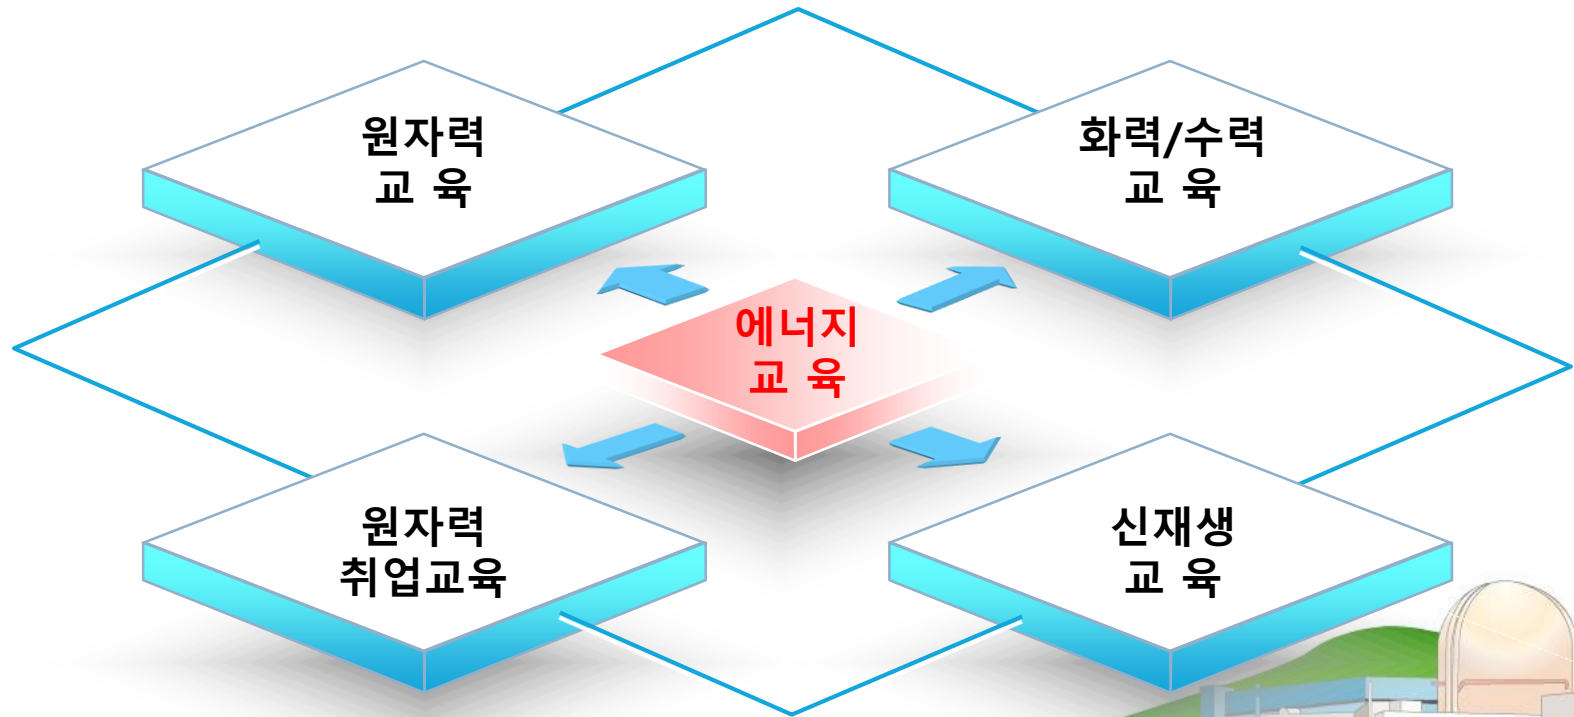 원자력
교 육
화력/수력
교 육
에너지
교 육
원자력
취업교육
신재생
교 육